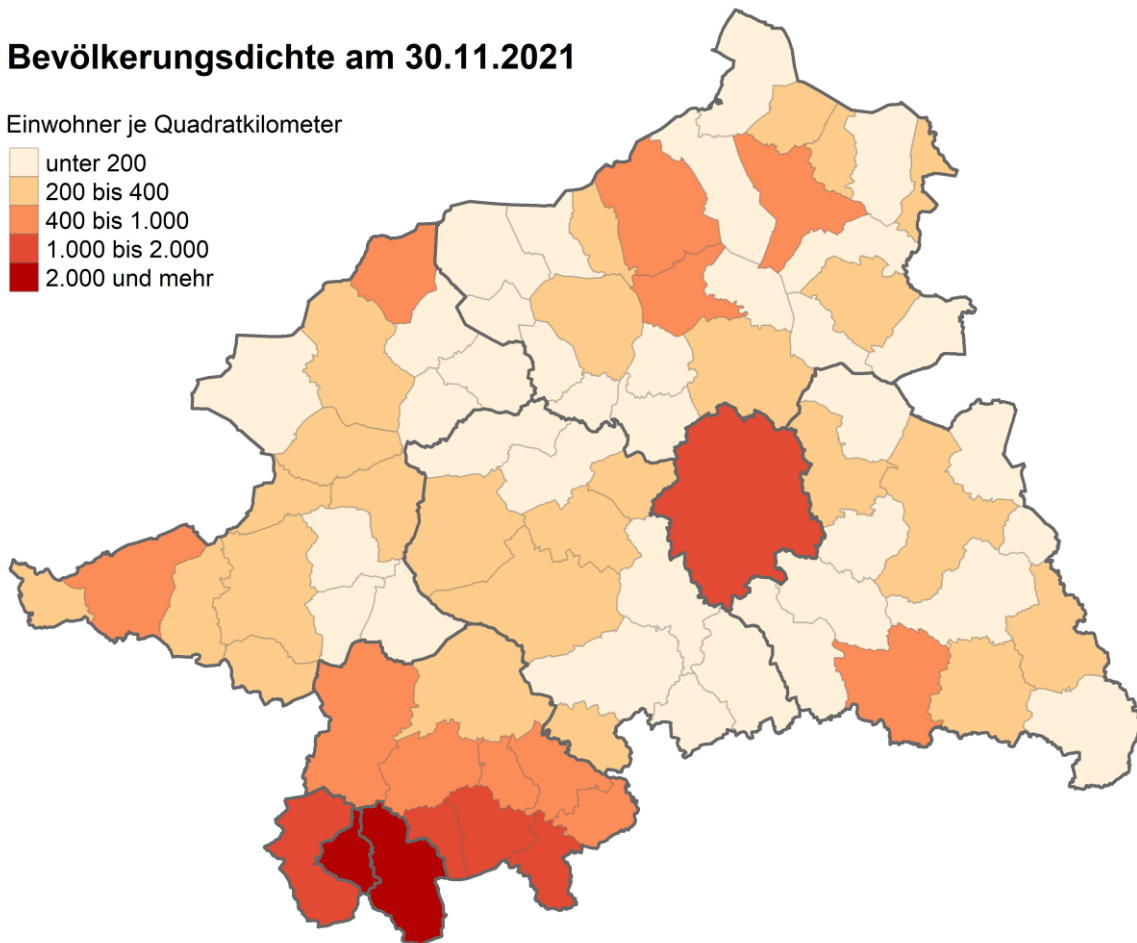 Bevölkerungsdichte am 30.11.2021
Einwohner je Quadratkilometer
unter 200
200 bis 400
400 bis 1.000
1.000 bis 2.000
2.000 und mehr